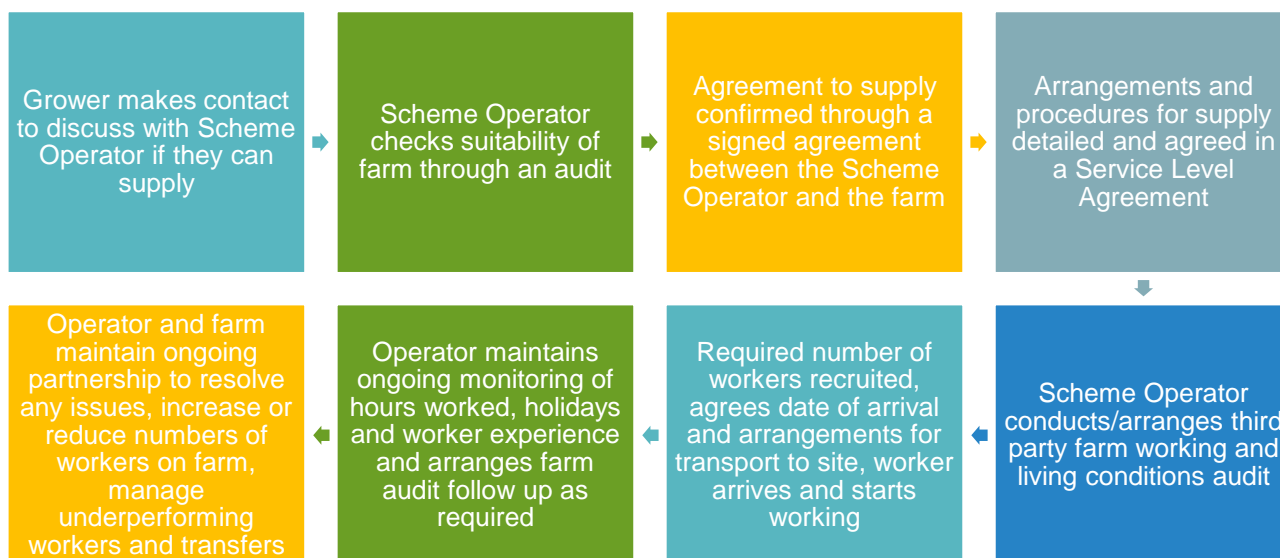 Grower makes contact
to discuss with Scheme
Operator if they can
supply
Scheme Operator
checks suitability of
farm through an audit
Agreement to supply
confirmed through a
signed agreement
between the Scheme
Operator and the farm
Arrangements and
procedures for supply
detailed and agreed in
a Service Level
Agreement
Scheme Operator
conducts/arranges third
party farm working and
living conditions audit
Required number of
workers recruited,
agrees date of arrival
and arrangements for
transport to site, worker
arrives and starts
working
Operator maintains
ongoing monitoring of
hours worked, holidays
and worker experience
and arranges farm
audit follow up as
required
Operator and farm
maintain ongoing
partnership to resolve
any issues, increase or
reduce numbers of
workers on farm,
manage
underperforming
workers and transfers